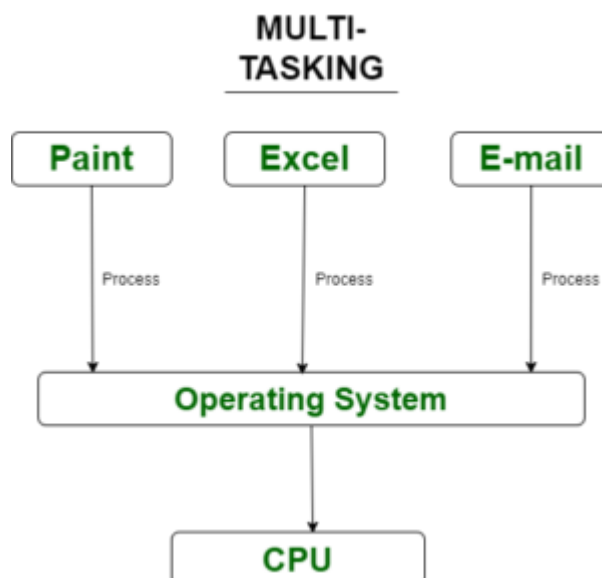 MULTI-
TASKING
Paint Excel E-mail
Process Process Process
Operating System
CPU